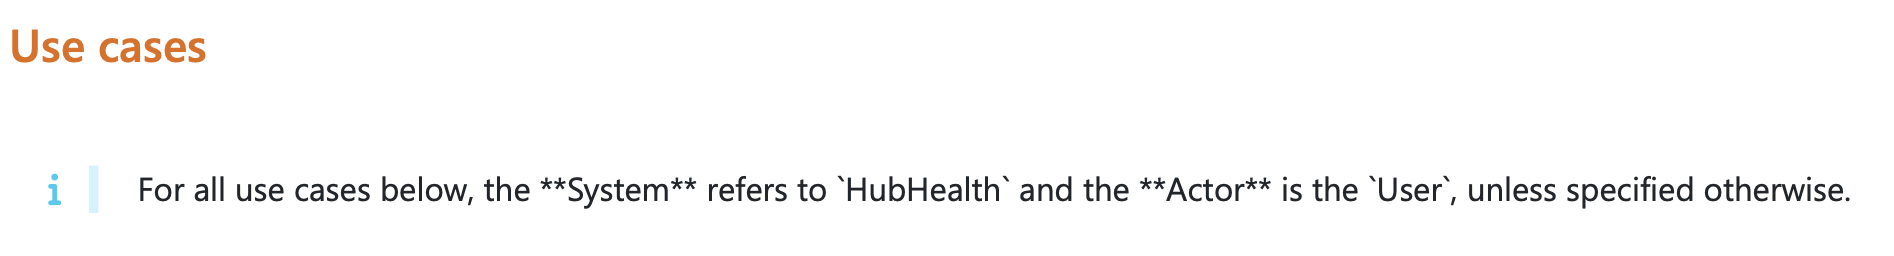 Use cases
For all use cases below, the **System** refers to `HubHealth` and the **Actor** is the `User`, unless specified otherwise.